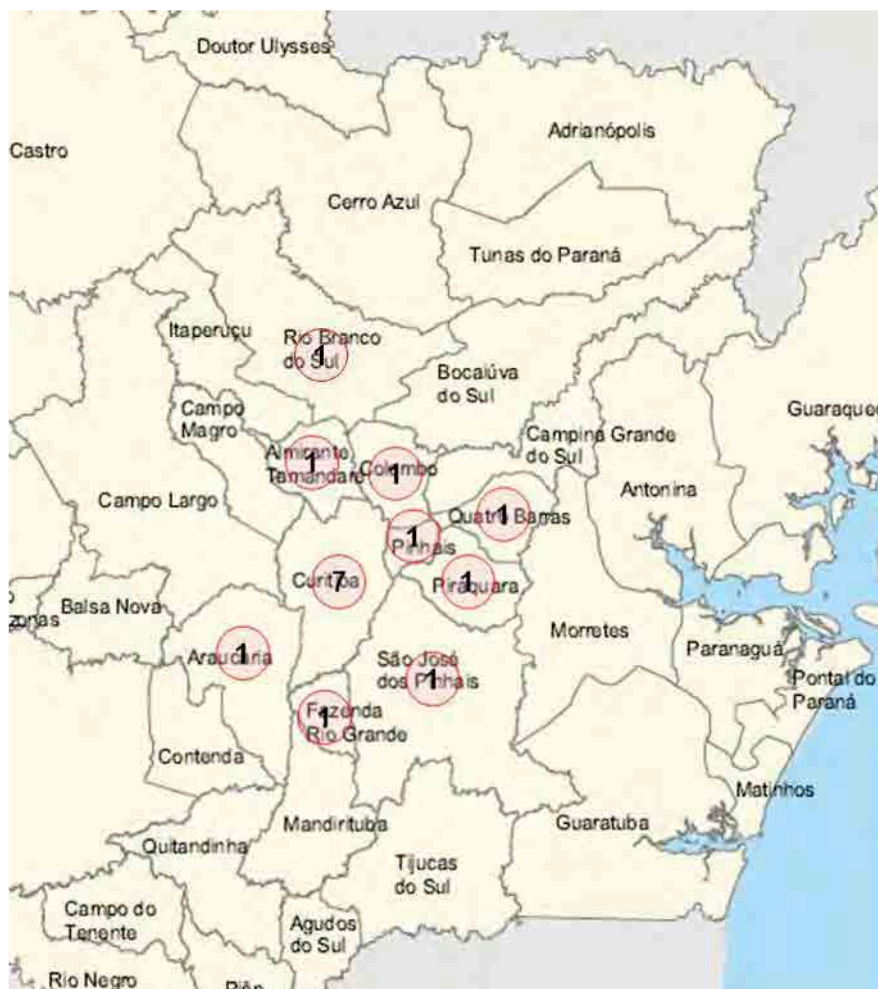 Doutor Ulysses
Adrianópolis
Castro
Cerro Azul
Tunas do Paraná
Itaperuçu
Rio Branco
do Sul
1
Bocaiúva
do Sul
Campo
Magro
Guaraque
Campina Grande
do Sul
Almirante
Tamandaré
1
Colombo
1
Campo Largo
Antonina
Quatro Barras
1
Pinhais
1
Curitiba
7
Piraquara
1
Balsa Nova
zonas
Morretes
Araucária
1
Paranaguá
São José
dos Pinhais
1
Pontal do
Paraná
Fazenda
Rio Grande
1
Contenda
Matinhos
Mandirituba
Guaratuba
Quitandinha
Tijucas
do Sul
Campo do
Tenente
Agudos
do Sul
Rio Negro
Piên